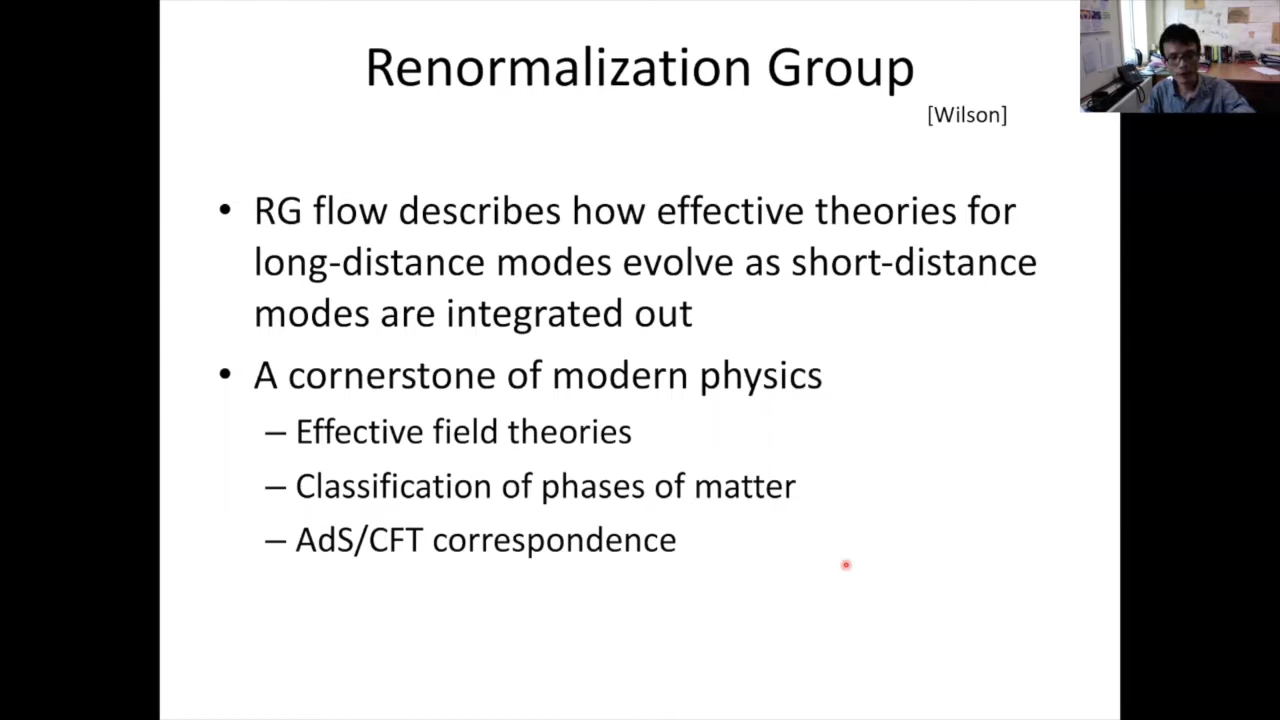 Renormalization Group
[Wilson]
• RG flow describes how effective theories for
long-distance modes evolve as short-distance
modes are integrated out
• A cornerstone of modern physics
– Effective field theories
– Classification of phases of matter
– AdS/CFT correspondence